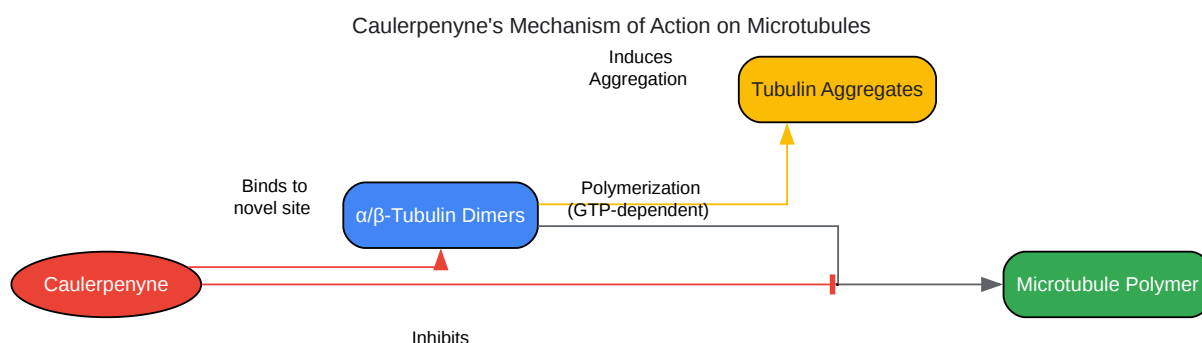 Caulerpenyne's Mechanism of Action on Microtubules
Induces
Aggregation
Tubulin Aggregates
Binds to
novel site
α/β-Tubulin Dimers
Polymerization
(GTP-dependent)
Caulerpenyne
Microtubule Polymer
Inhibits